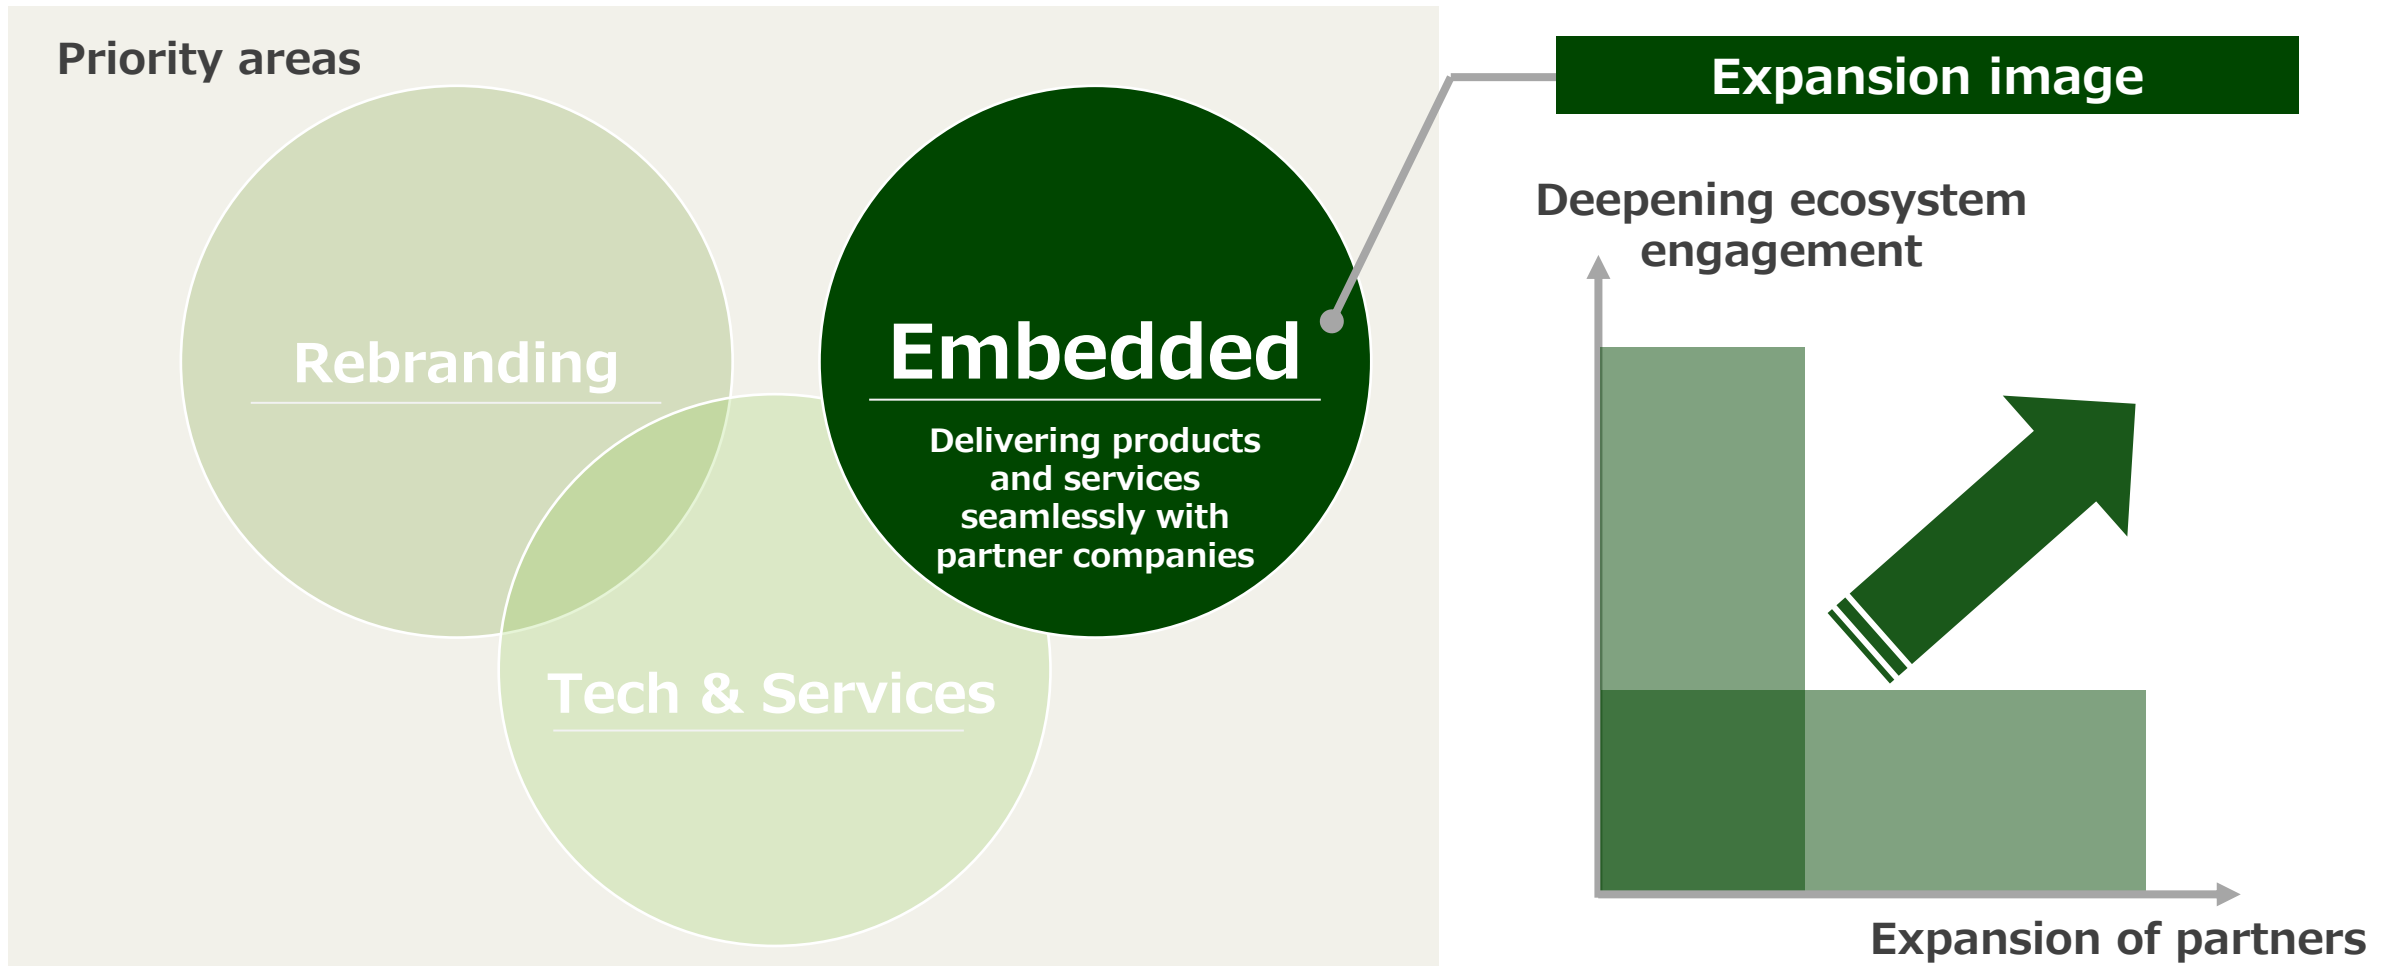 Priority areas
Rebranding
Embedded
Delivering products
and services
seamlessly with
partner companies
Tech & Services
Expansion image
Deepening ecosystem
engagement
Expansion of partners